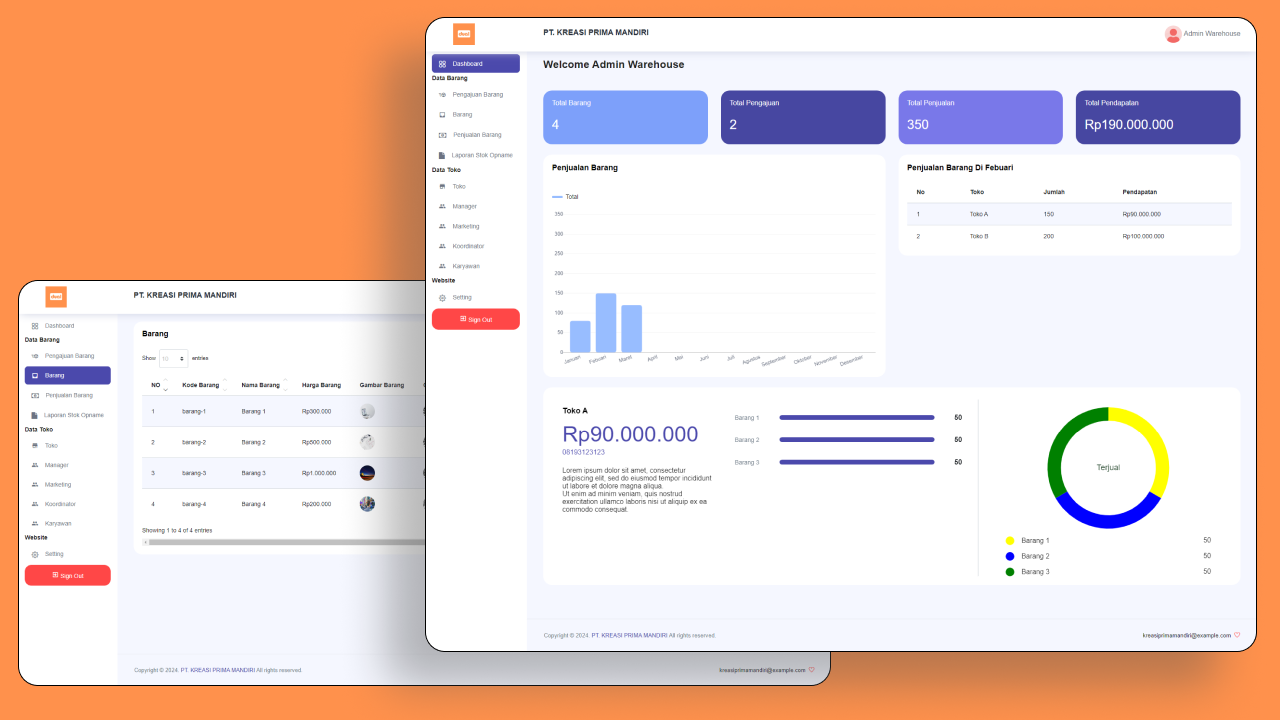 PT. KREASI PRIMA MANDIRI
Admin Warehouse
Dashboard
Data Barang
Pengajuan Barang
Barang
Penjualan Barang
Laporan Stok Opname
Data Toko
Toko
Manager
Marketing
Koordinator
Karyawan
Website
Setting
Sign Out
Welcome Admin Warehouse
Total Barang
4
Total Pengajuan
2
Total Penjualan
350
Total Pendapatan
Rp190.000.000
Penjualan Barang
Total
350
300
250
200
150
100
50
0
Januari Febuari Maret April Mei Juni Juli Agustus September Oktober November Desember
Penjualan Barang Di Febuari
No Toko Jumlah Pendapatan
1 Toko A 150 Rp90.000.000
2 Toko B 200 Rp100.000.000
Toko A
Rp90.000.000
08193123123
Lorem ipsum dolor sit amet, consectetur
adipiscing elit, sed do eiusmod tempor incididunt
ut labore et dolore magna aliqua.
Ut enim ad minim veniam, quis nostrud
exercitation ullamco laboris nisi ut aliquip ex ea
commodo consequat.
Barang 1 50
Barang 2 50
Barang 3 50
Terjual
Barang 1 50
Barang 2 50
Barang 3 50
Copyright © 2024. PT. KREASI PRIMA MANDIRI All rights reserved.
kreasiprimamandiri@example.com
PT. KREASI PRIMA MANDIRI
Dashboard
Data Barang
Pengajuan Barang
Barang
Penjualan Barang
Laporan Stok Opname
Data Toko
Toko
Manager
Marketing
Koordinator
Karyawan
Website
Setting
Sign Out
Barang
Show 10 entries
NO Kode Barang Nama Barang Harga Barang Gambar Barang
1 barang-1 Barang 1 Rp300.000
2 barang-2 Barang 2 Rp500.000
3 barang-3 Barang 3 Rp1.000.000
4 barang-4 Barang 4 Rp200.000
Showing 1 to 4 of 4 entries
Copyright © 2024. PT. KREASI PRIMA MANDIRI All rights reserved.
kreasiprimamandiri@example.com